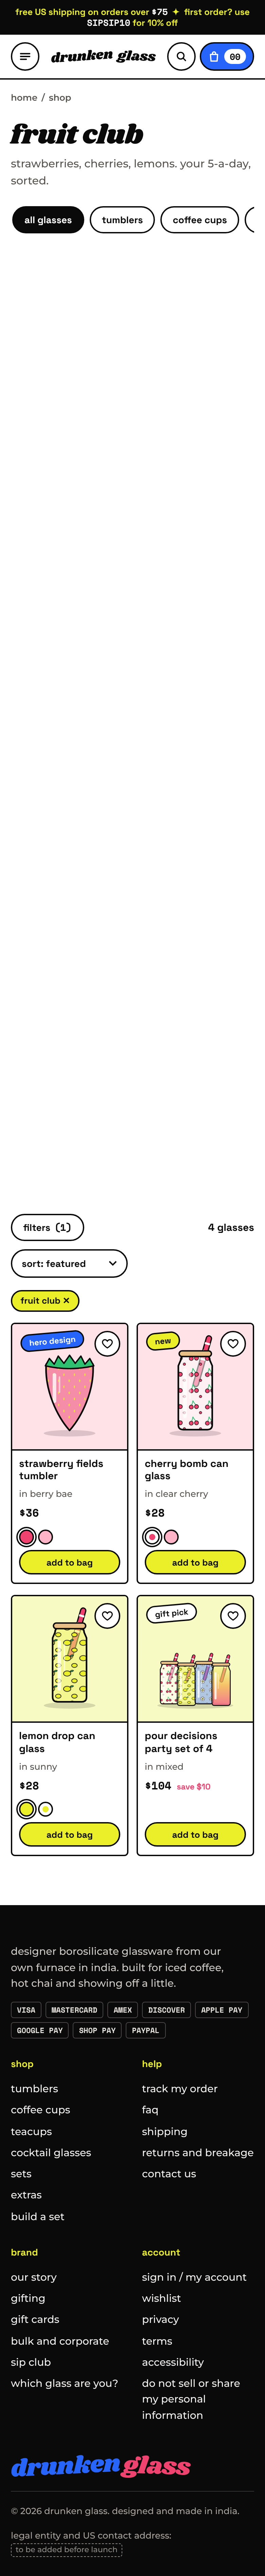 free US shipping on orders over $75 ✦ first order? use
SIPSIP10 for 10% off
drunken glass
00
home / shop
fruit club
strawberries, cherries, lemons. your 5-a-day,
sorted.
all glasses
tumblers
coffee cups
filters (1)
4 glasses
sort: featured
fruit club ✕
hero design
new
strawberry fields
tumbler
in berry bae
$36
add to bag
cherry bomb can
glass
in clear cherry
$28
add to bag
gift pick
lemon drop can
glass
in sunny
$28
add to bag
pour decisions
party set of 4
in mixed
$104 save $10
add to bag
designer borosilicate glassware from our
own furnace in india. built for iced coffee,
hot chai and showing off a little.
VISA
MASTERCARD
AMEX
DISCOVER
APPLE PAY
GOOGLE PAY
SHOP PAY
PAYPAL
shop
tumblers
coffee cups
teacups
cocktail glasses
sets
extras
build a set
help
track my order
faq
shipping
returns and breakage
contact us
brand
our story
gifting
gift cards
bulk and corporate
sip club
which glass are you?
account
sign in / my account
wishlist
privacy
terms
accessibility
do not sell or share
my personal
information
drunken glass
© 2026 drunken glass. designed and made in india.
legal entity and US contact address:
to be added before launch